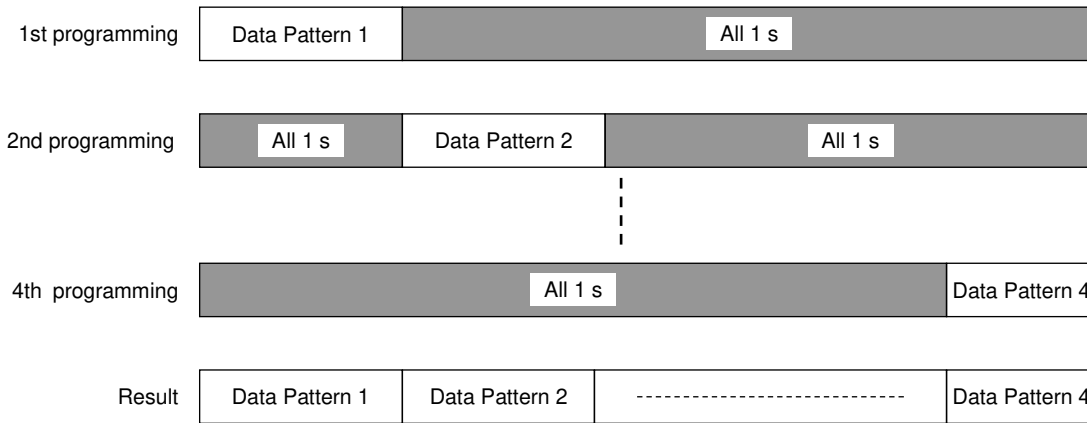 1st programming Data Pattern 1 All 1 s
2nd programming All 1 s Data Pattern 2 All 1 s
4th programming All 1 s Data Pattern 4
Result Data Pattern 1 Data Pattern 2 Data Pattern 4